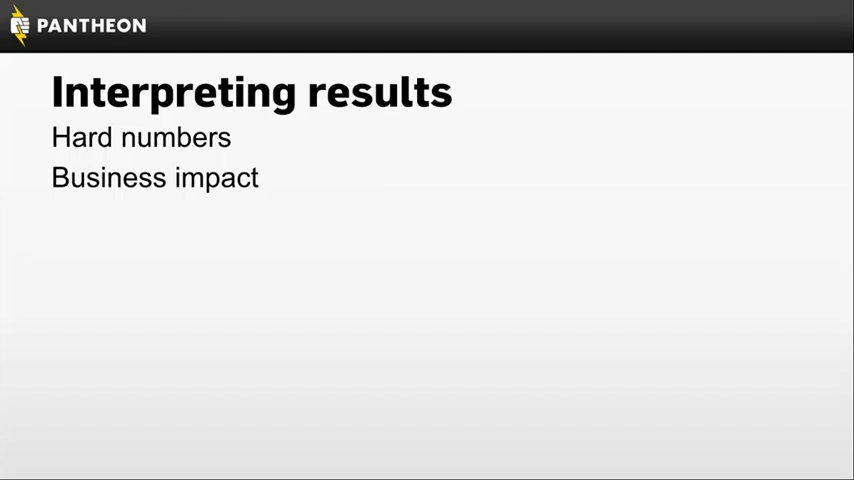 PANTHEON
Interpreting results
Hard numbers
Business impact